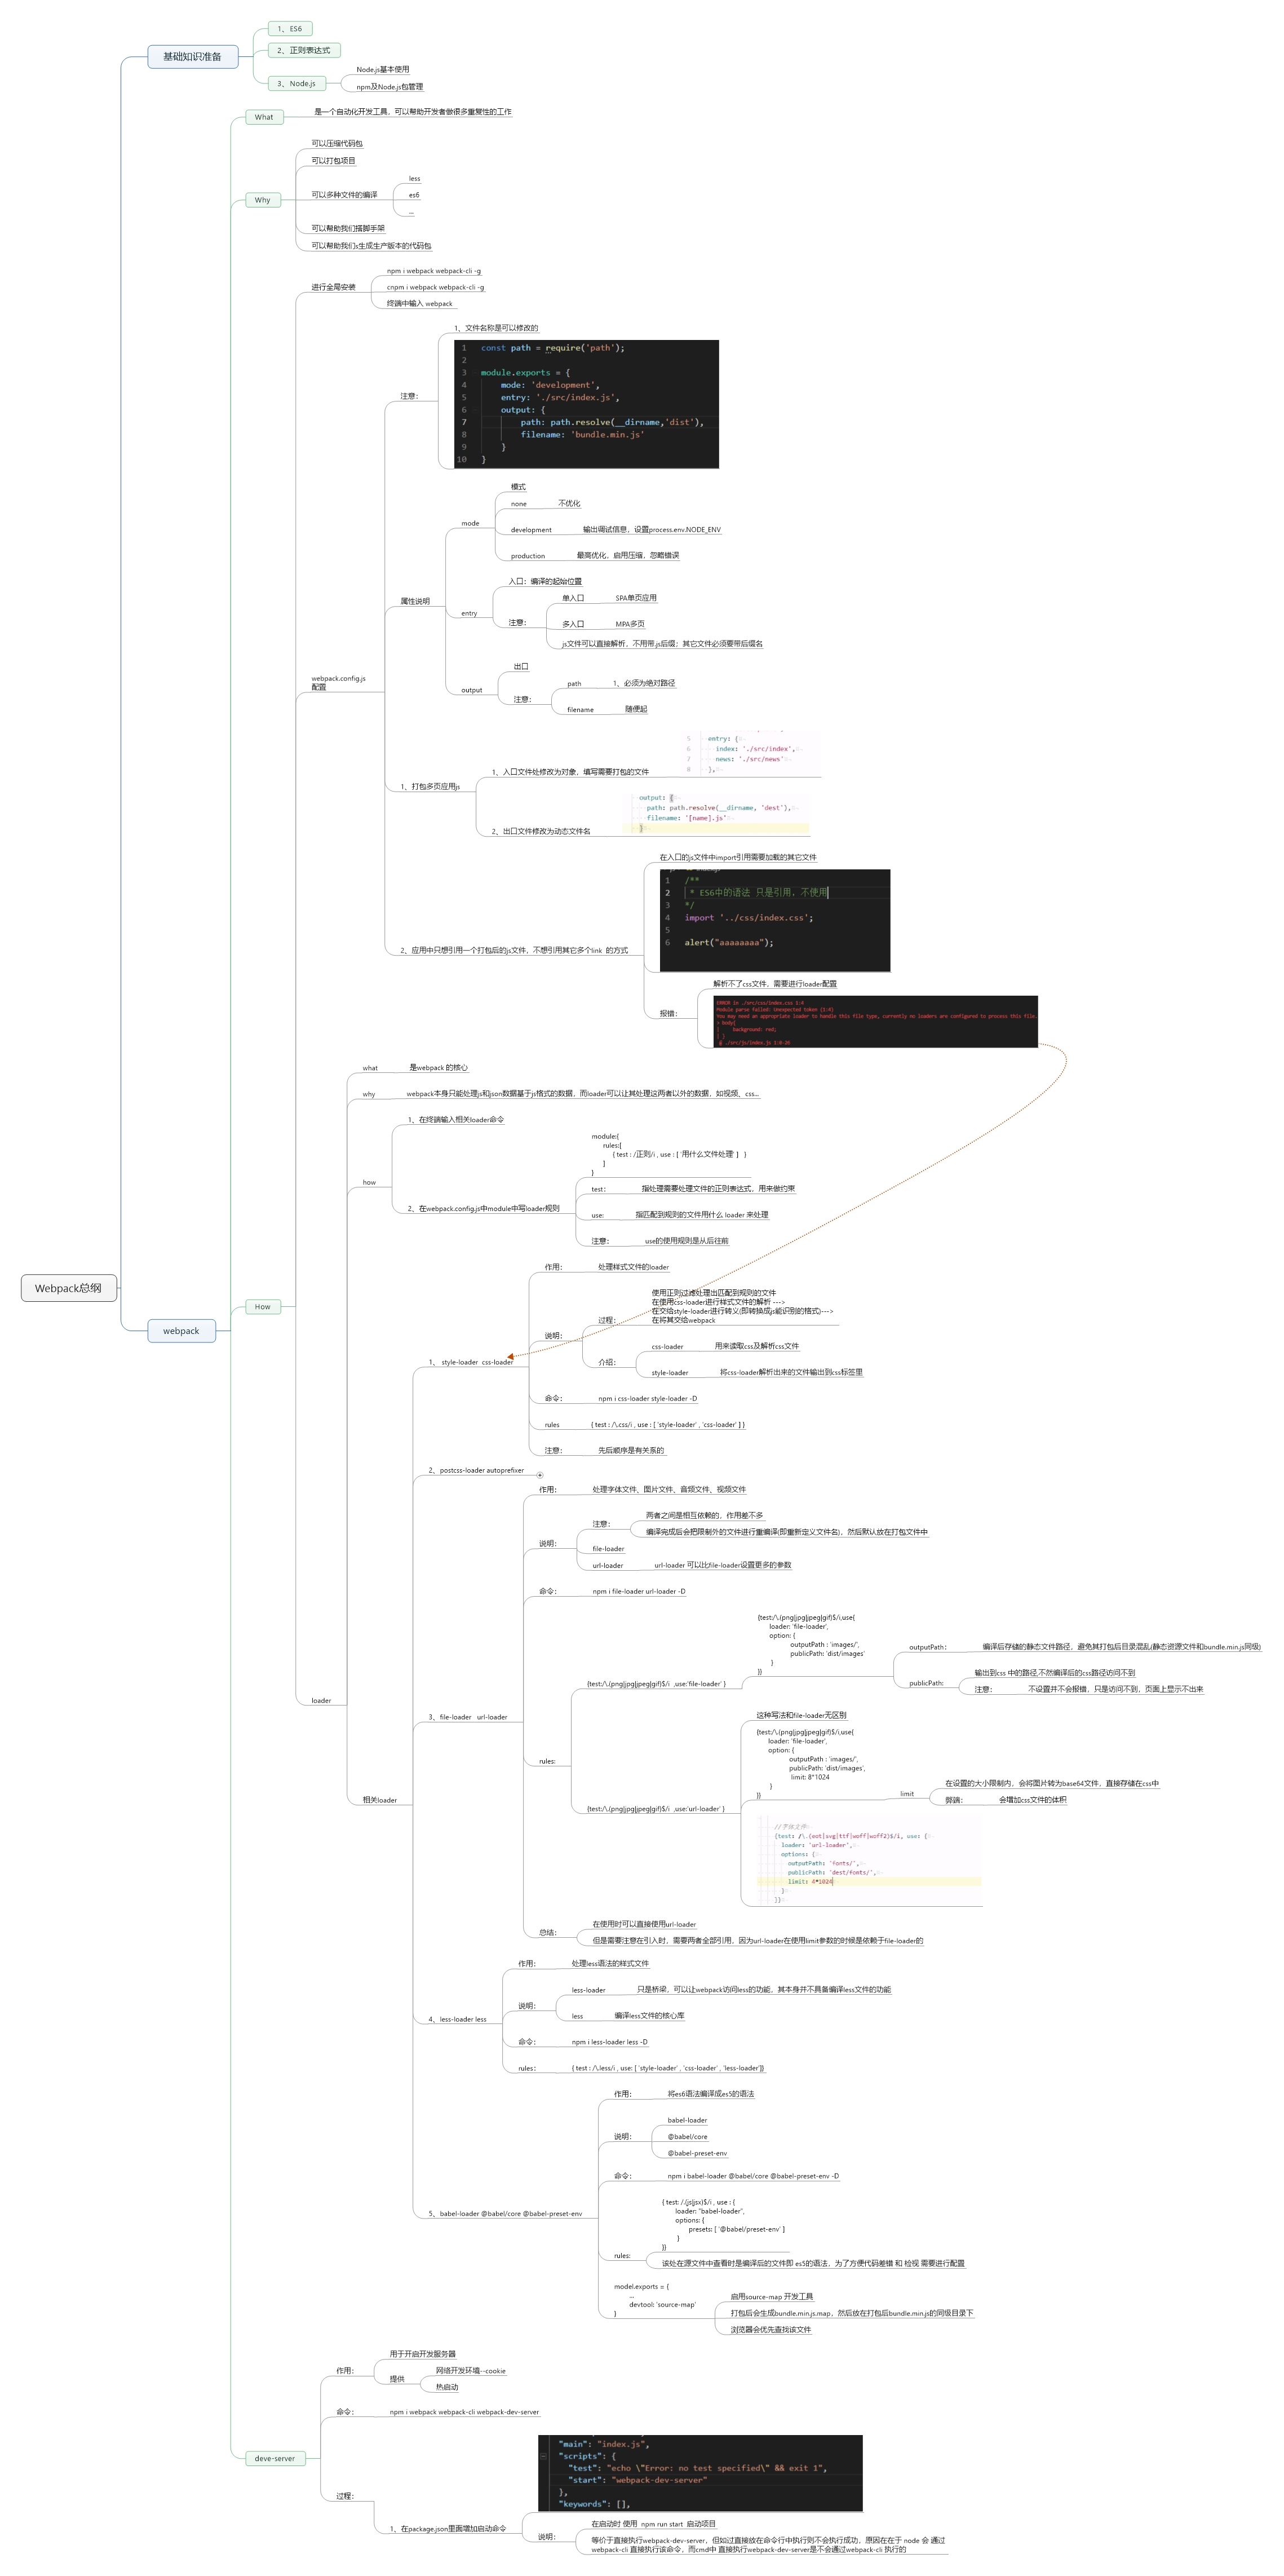 Webpack总纲
基础知识准备
1、ES6
2、正则表达式
3、Node.js
Node.js基本使用
npm及Node.js包管理
webpack
What
是一个自动化开发工具，可以帮助开发者做很多重复性的工作
Why
可以压缩代码包
可以打包项目
可以多种文件的编译
less
es6
...
可以帮助我们搭脚手架
可以帮助我们s生成生产版本的代码包
How
进行全局安装
npm i webpack webpack-cli -g
cnpm i webpack webpack-cli -g
终端中输入 webpack
webpack.config.js
配置
注意：
1、文件名称是可以修改的
1 const path = require('path');
2
3 module.exports = {
4 mode: 'development',
5 entry: './src/index.js',
6 output: {
7 path: path.resolve(__dirname,'dist'),
8 filename: 'bundle.min.js'
9 }
10 }
属性说明
mode
模式
none
不优化
development
输出调试信息，设置process.env.NODE_ENV
production
最高优化，启用压缩，忽略错误
entry
入口：编译的起始位置
注意：
单入口
SPA单页应用
多入口
MPA多页
js文件可以直接解析，不用带.js后缀；其它文件必须要带后缀名
output
出口
注意：
path
1、必须为绝对路径
filename
随便起
1、打包多页应用js
1、入口文件处修改为对象，填写需要打包的文件
5 entry: {
6 index: './src/index',
7 news: './src/news'
8 },
2、出口文件修改为动态文件名
output: {
path: path.resolve(__dirname, 'dest'),
filename: '[name].js'
}
2、应用中只想引用一个打包后的js文件，不想引用其它多个link 的方式
在入口的js文件中import引用需要加载的其它文件
1 /**
2 * ES6中的语法 只是引用，不使用
3 */
4 import '../css/index.css';
5
6 alert("aaaaaaaa");
报错：
解析不了css文件，需要进行loader配置
ERROR in ./src/css/index.css 1:4
Module parse failed: Unexpected token (1:4)
You may need an appropriate loader to handle this file type, currently no loaders are configured to process this file.
> body{
| background: red;
| }
@ ./src/js/index.js 1:0-26
loader
what
是webpack 的核心
why
webpack本身只能处理js和json数据基于js格式的数据，而loader可以让其处理这两者以外的数据，如视频、css...
how
1、在终端输入相关loader命令
2、在webpack.config.js中module中写loader规则
module:{
rules:[
{ test : /正则/i , use : [ '用什么文件处理' ] }
]
}
test：
指处理需要处理文件的正则表达式，用来做约束
use:
指匹配到规则的文件用什么 loader 来处理
注意：
use的使用规则是从后往前
相关loader
1、 style-loader css-loader
作用：
处理样式文件的loader
说明：
过程：
使用正则过滤处理出匹配到规则的文件
在使用css-loader进行样式文件的解析 --->
在交给style-loader进行转义(即转换成js能识别的格式)--->
在将其交给webpack
介绍：
css-loader
用来读取css及解析css文件
style-loader
将css-loader解析出来的文件输出到css标签里
命令：
npm i css-loader style-loader -D
rules
{ test : /\.css/i , use : [ 'style-loader' , 'css-loader' ] }
注意：
先后顺序是有关系的
2、postcss-loader autoprefixer
3、file-loader url-loader
作用：
处理字体文件、图片文件、音频文件、视频文件
说明：
注意：
两者之间是相互依赖的，作用差不多
编译完成后会把限制外的文件进行重编译(即重新定义文件名)，然后默认放在打包文件中
file-loader
url-loader
url-loader 可以比file-loader设置更多的参数
命令：
npm i file-loader url-loader -D
rules:
{test:/\.(png|jpg|jpeg|gif)$/i ,use:'file-loader' }
{test:/\.(png|jpg|jpeg|gif)$/i,use{
loader: 'file-loader',
option: {
outputPath : 'images/',
publicPath: 'dist/images'
}
}}
outputPath：
编译后存储的静态文件路径，避免其打包后目录混乱(静态资源文件和bundle.min.js同级)
publicPath:
输出到css 中的路径,不然编译后的css路径访问不到
注意：
不设置并不会报错，只是访问不到，页面上显示不出来
{test:/\.(png|jpg|jpeg|gif)$/i ,use:'url-loader' }
这种写法和file-loader无区别
{test:/\.(png|jpg|jpeg|gif)$/i,use{
loader: 'file-loader',
option: {
outputPath : 'images/',
publicPath: 'dist/images',
limit: 8*1024
}
}}
limit
在设置的大小限制内，会将图片转为base64文件，直接存储在css中
弊端：
会增加css文件的体积
//字体文件
{test: /\.(eot|svg|ttf|woff|woff2)$/i, use: {
loader: 'url-loader',
options: {
outputPath: 'fonts/',
publicPath: 'dest/fonts/',
limit: 4*1024
}
}}
总结：
在使用时可以直接使用url-loader
但是需要注意在引入时，需要两者全部引用，因为url-loader在使用limit参数的时候是依赖于file-loader的
4、less-loader less
作用：
处理less语法的样式文件
说明：
less-loader
只是桥梁，可以让webpack访问less的功能，其本身并不具备编译less文件的功能
less
编译less文件的核心库
命令：
npm i less-loader less -D
rules：
{ test : /\.less/i , use: [ 'style-loader' , 'css-loader' , 'less-loader']}
5、babel-loader @babel/core @babel-preset-env
作用：
将es6语法编译成es5的语法
说明：
babel-loader
@babel/core
@babel-preset-env
命令：
npm i babel-loader @babel/core @babel-preset-env -D
rules:
{ test: /.(js|jsx)$/i , use : {
loader: "babel-loader",
options: {
presets: [ '@babel/preset-env' ]
}
}}
该处在源文件中查看时是编译后的文件即 es5的语法，为了方便代码差错 和 检视 需要进行配置
model.exports = {
...
devtool: 'source-map'
}
启用source-map 开发工具
打包后会生成bundle.min.js.map，然后放在打包后bundle.min.js的同级目录下
浏览器会优先查找该文件
deve-server
作用：
用于开启开发服务器
提供
网络开发环境--cookie
热启动
命令：
npm i webpack webpack-cli webpack-dev-server
过程：
1、在package.json里面增加启动命令
"main": "index.js",
"scripts": {
"test": "echo \"Error: no test specified\" && exit 1",
"start": "webpack-dev-server"
},
"keywords": [],
说明：
在启动时 使用 npm run start 启动项目
等价于直接执行webpack-dev-server，但如过直接放在命令行中执行则不会执行成功，原因在在于 node 会 通过
webpack-cli 直接执行该命令，而cmd中 直接执行webpack-dev-server是不会通过webpack-cli 执行的